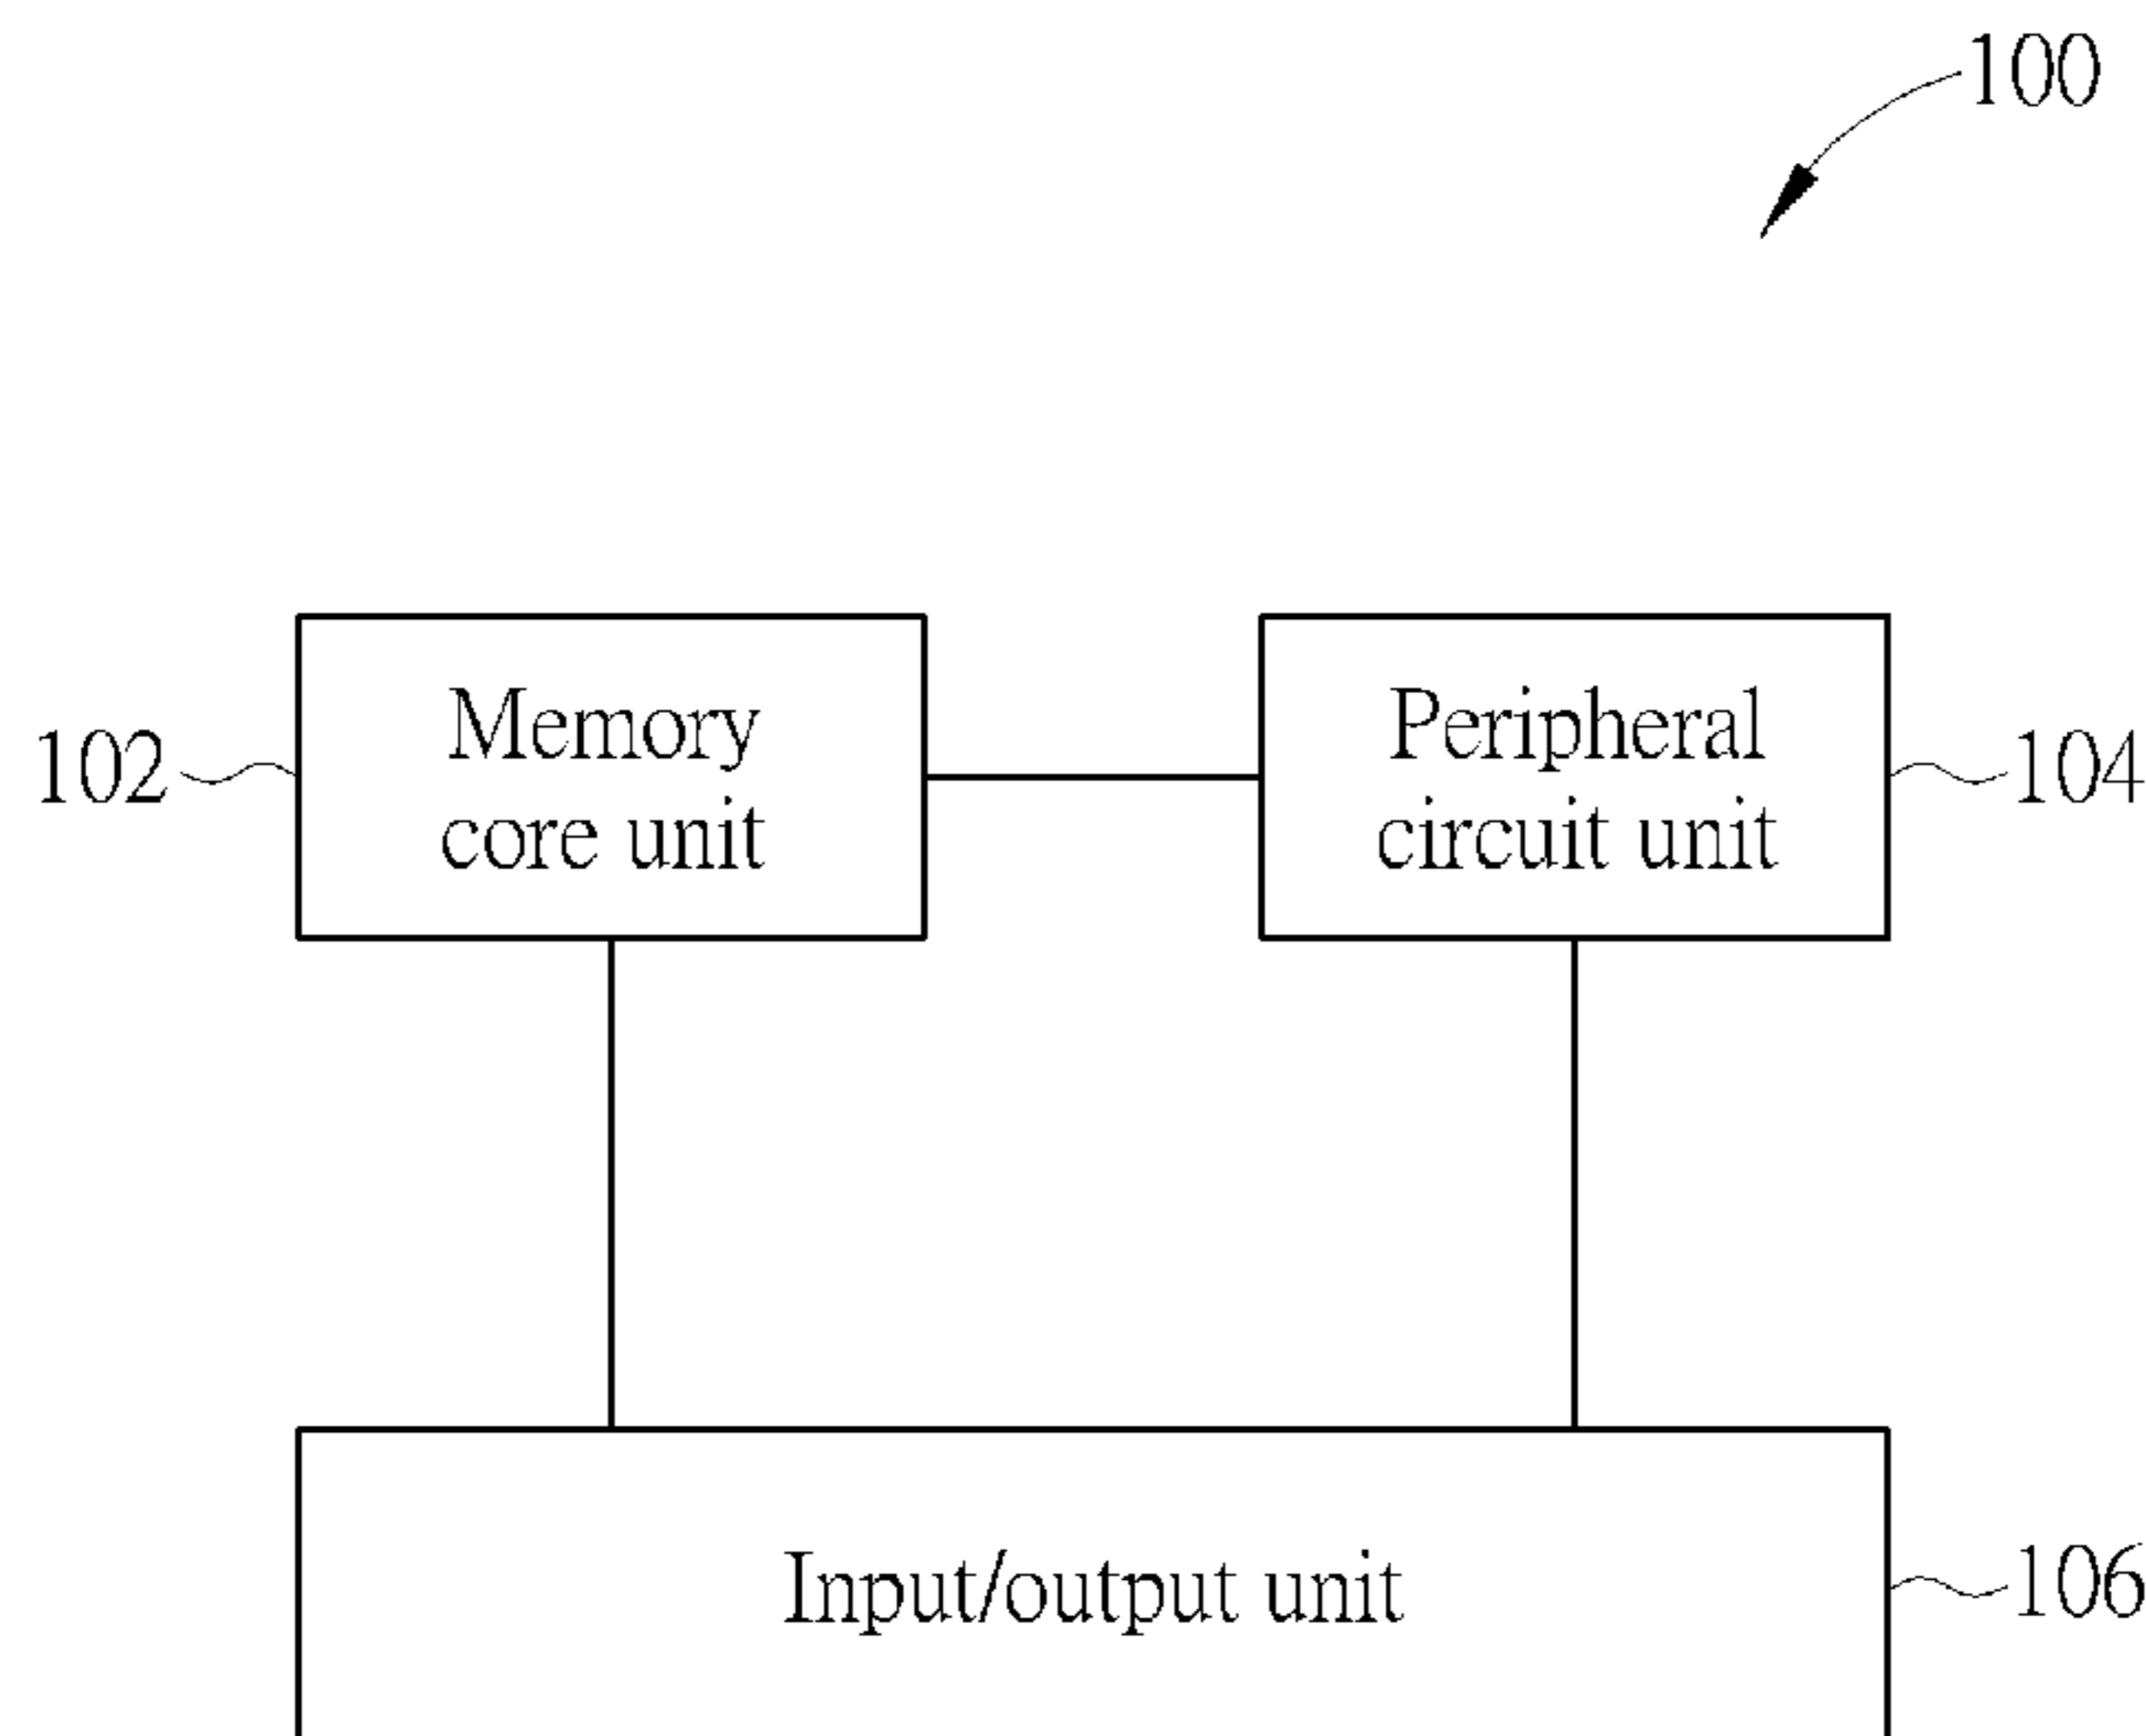 100
Memory
core unit
Peripheral
circuit unit
102
104
Input/output unit
106